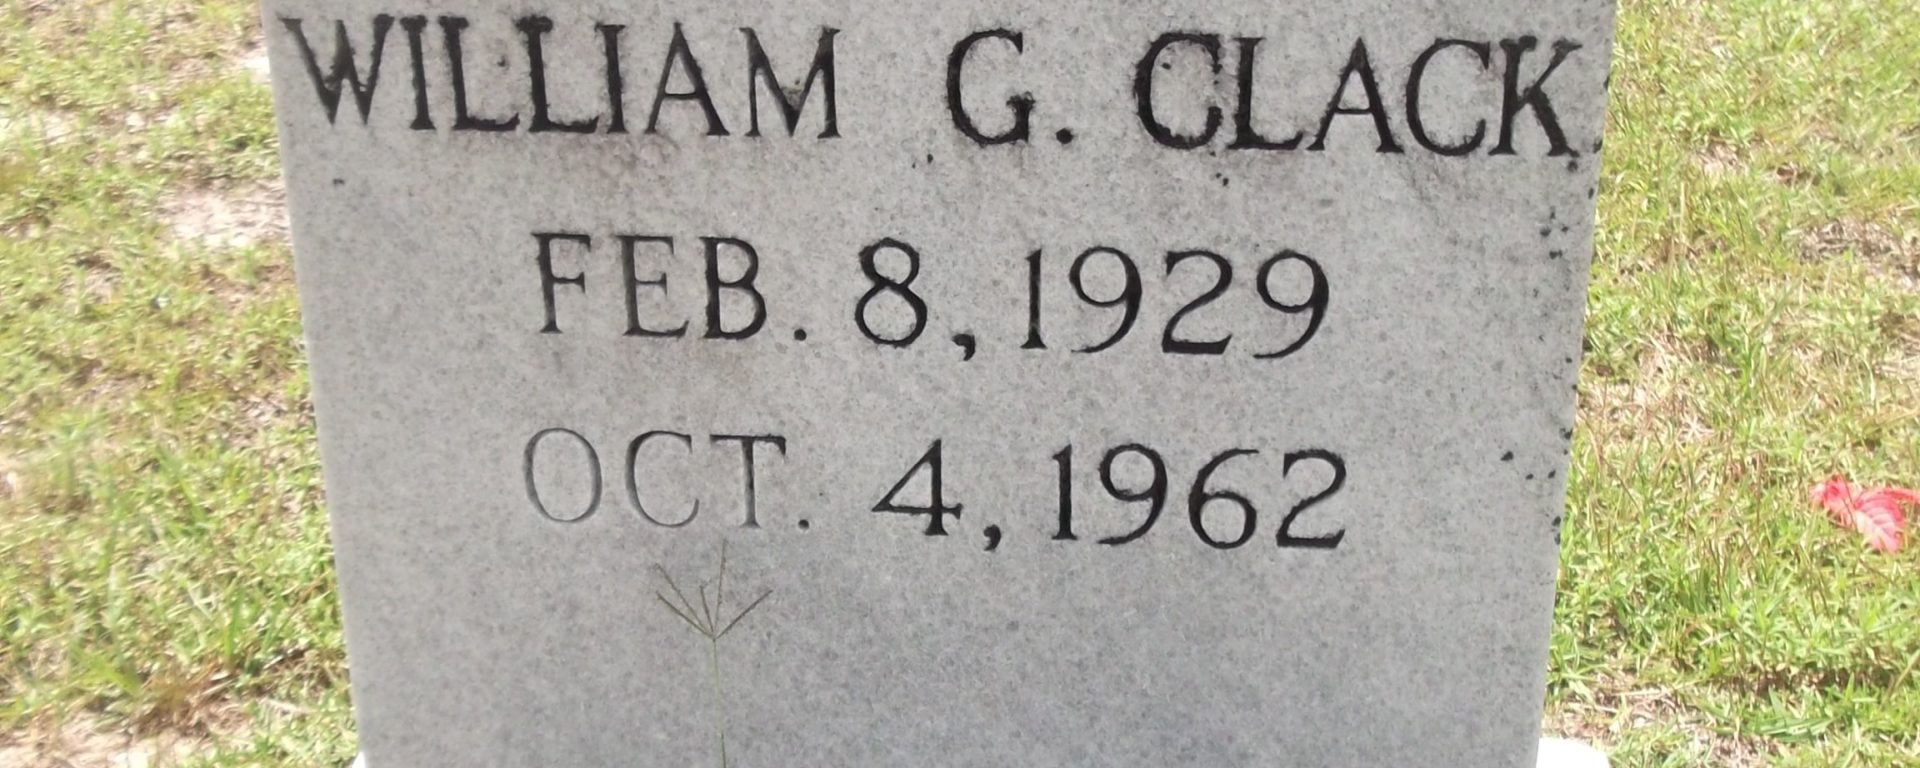 WILLIAM G. CLACK
FEB. 8, 1929
OCT. 4, 1962